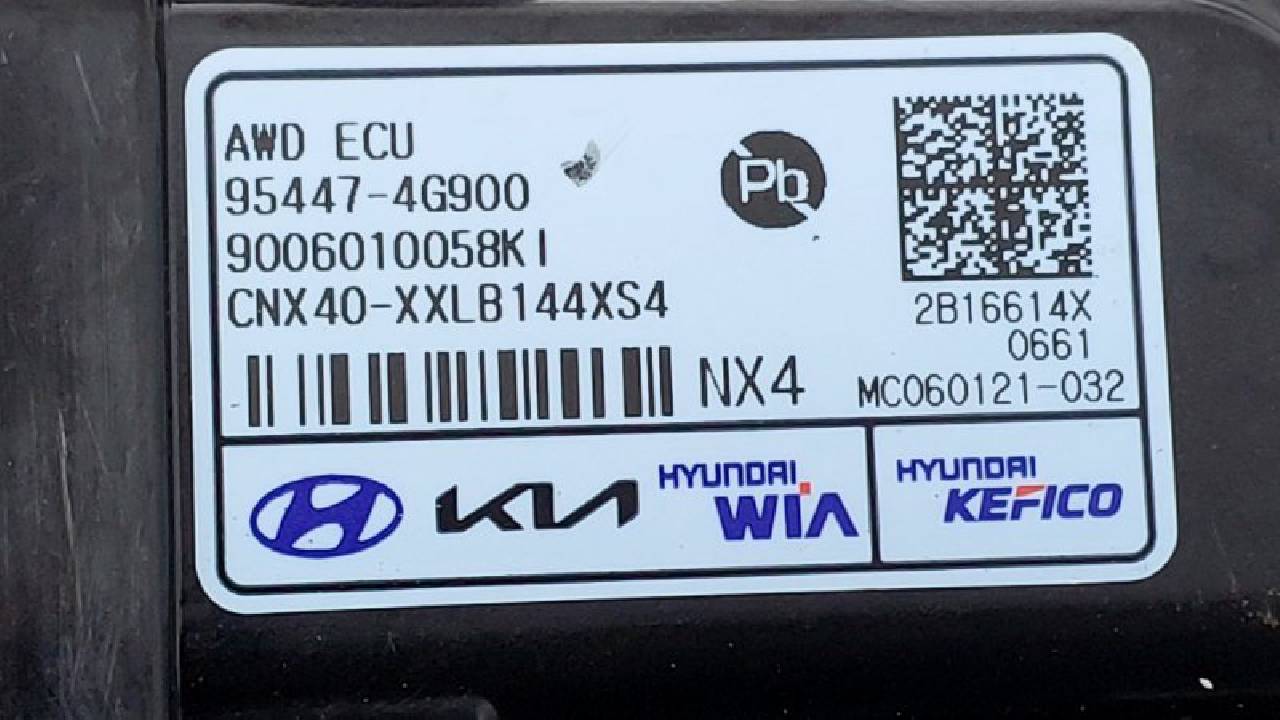 AWD ECU
95447-4G900
9006010058KI
CNX40-XXLB144XS4
Pb
2B16614X
0661
NX4
MC060121-032
KIA
HYUNDAI
WIA
HYUNDAI
KEFICO